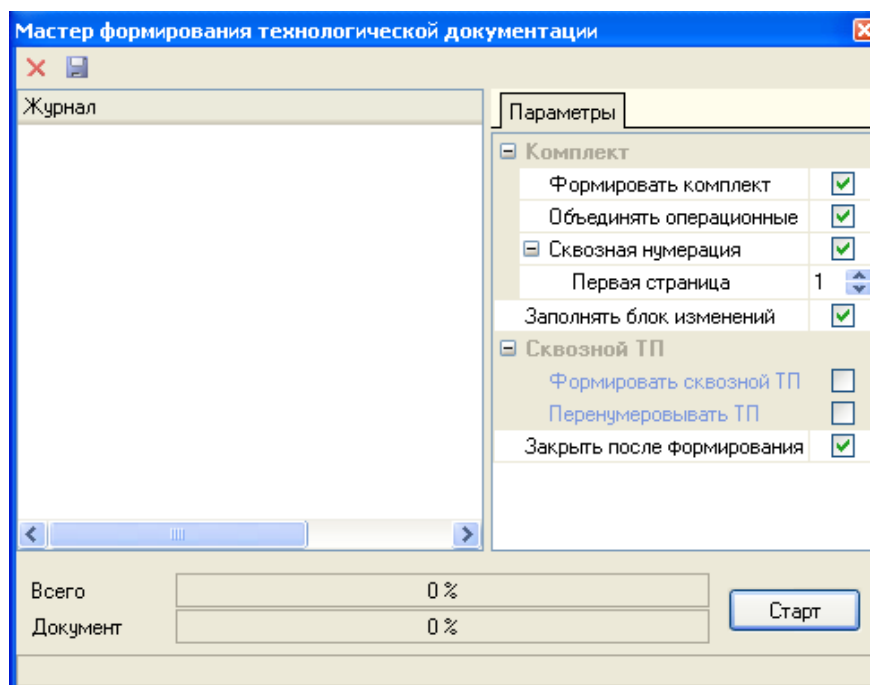 Мастер формирования технологической документации
Журнал
Параметры
Комплект
Формировать комплект
Объединять операционные
Сквозная нумерация
Первая страница 1
Заполнять блок изменений
Сквозной ТП
Формировать сквозной ТП
Перенумеровывать ТП
Закрыть после формирования
Всего 0 %
Документ 0 %
Старт